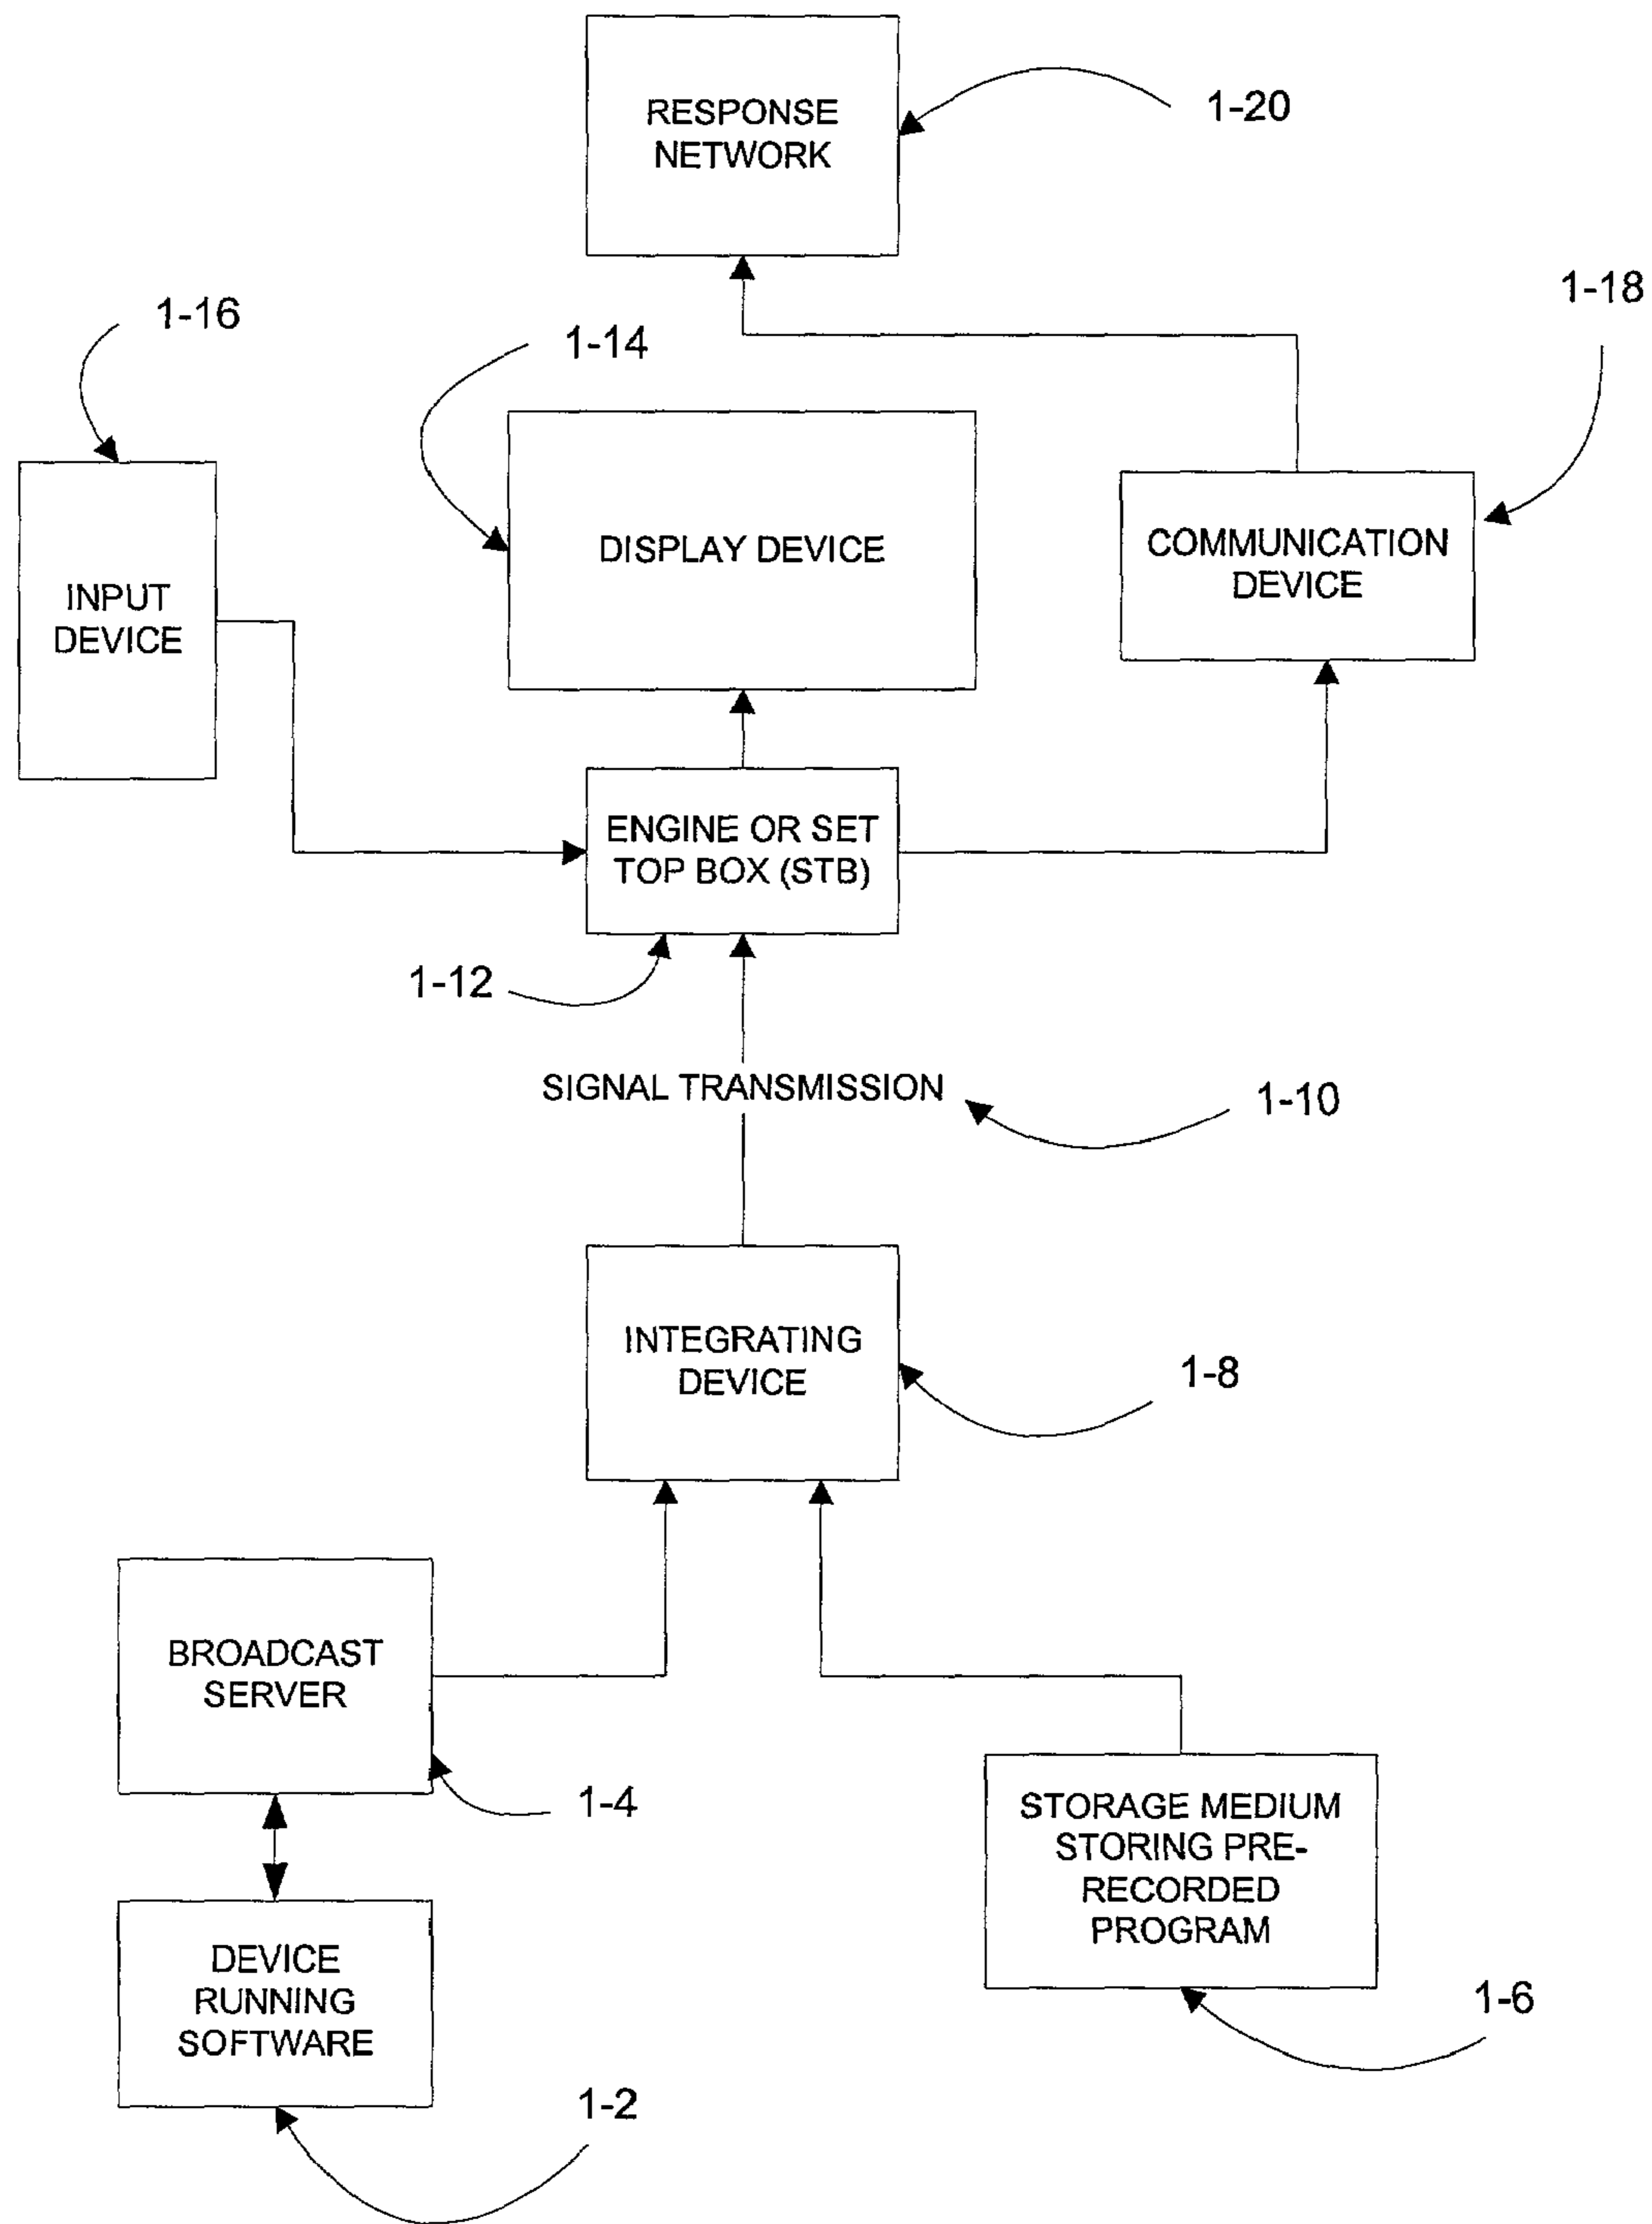 RESPONSE
NETWORK
1-20
1-18
1-16
1-14
INPUT
DEVICE
DISPLAY DEVICE
COMMUNICATION
DEVICE
ENGINE OR SET
TOP BOX (STB)
1-12
SIGNAL TRANSMISSION
1-10
INTEGRATING
DEVICE
1-8
BROADCAST
SERVER
1-4
STORAGE MEDIUM
STORING PRE-
RECORDED
PROGRAM
DEVICE
RUNNING
SOFTWARE
1-6
1-2